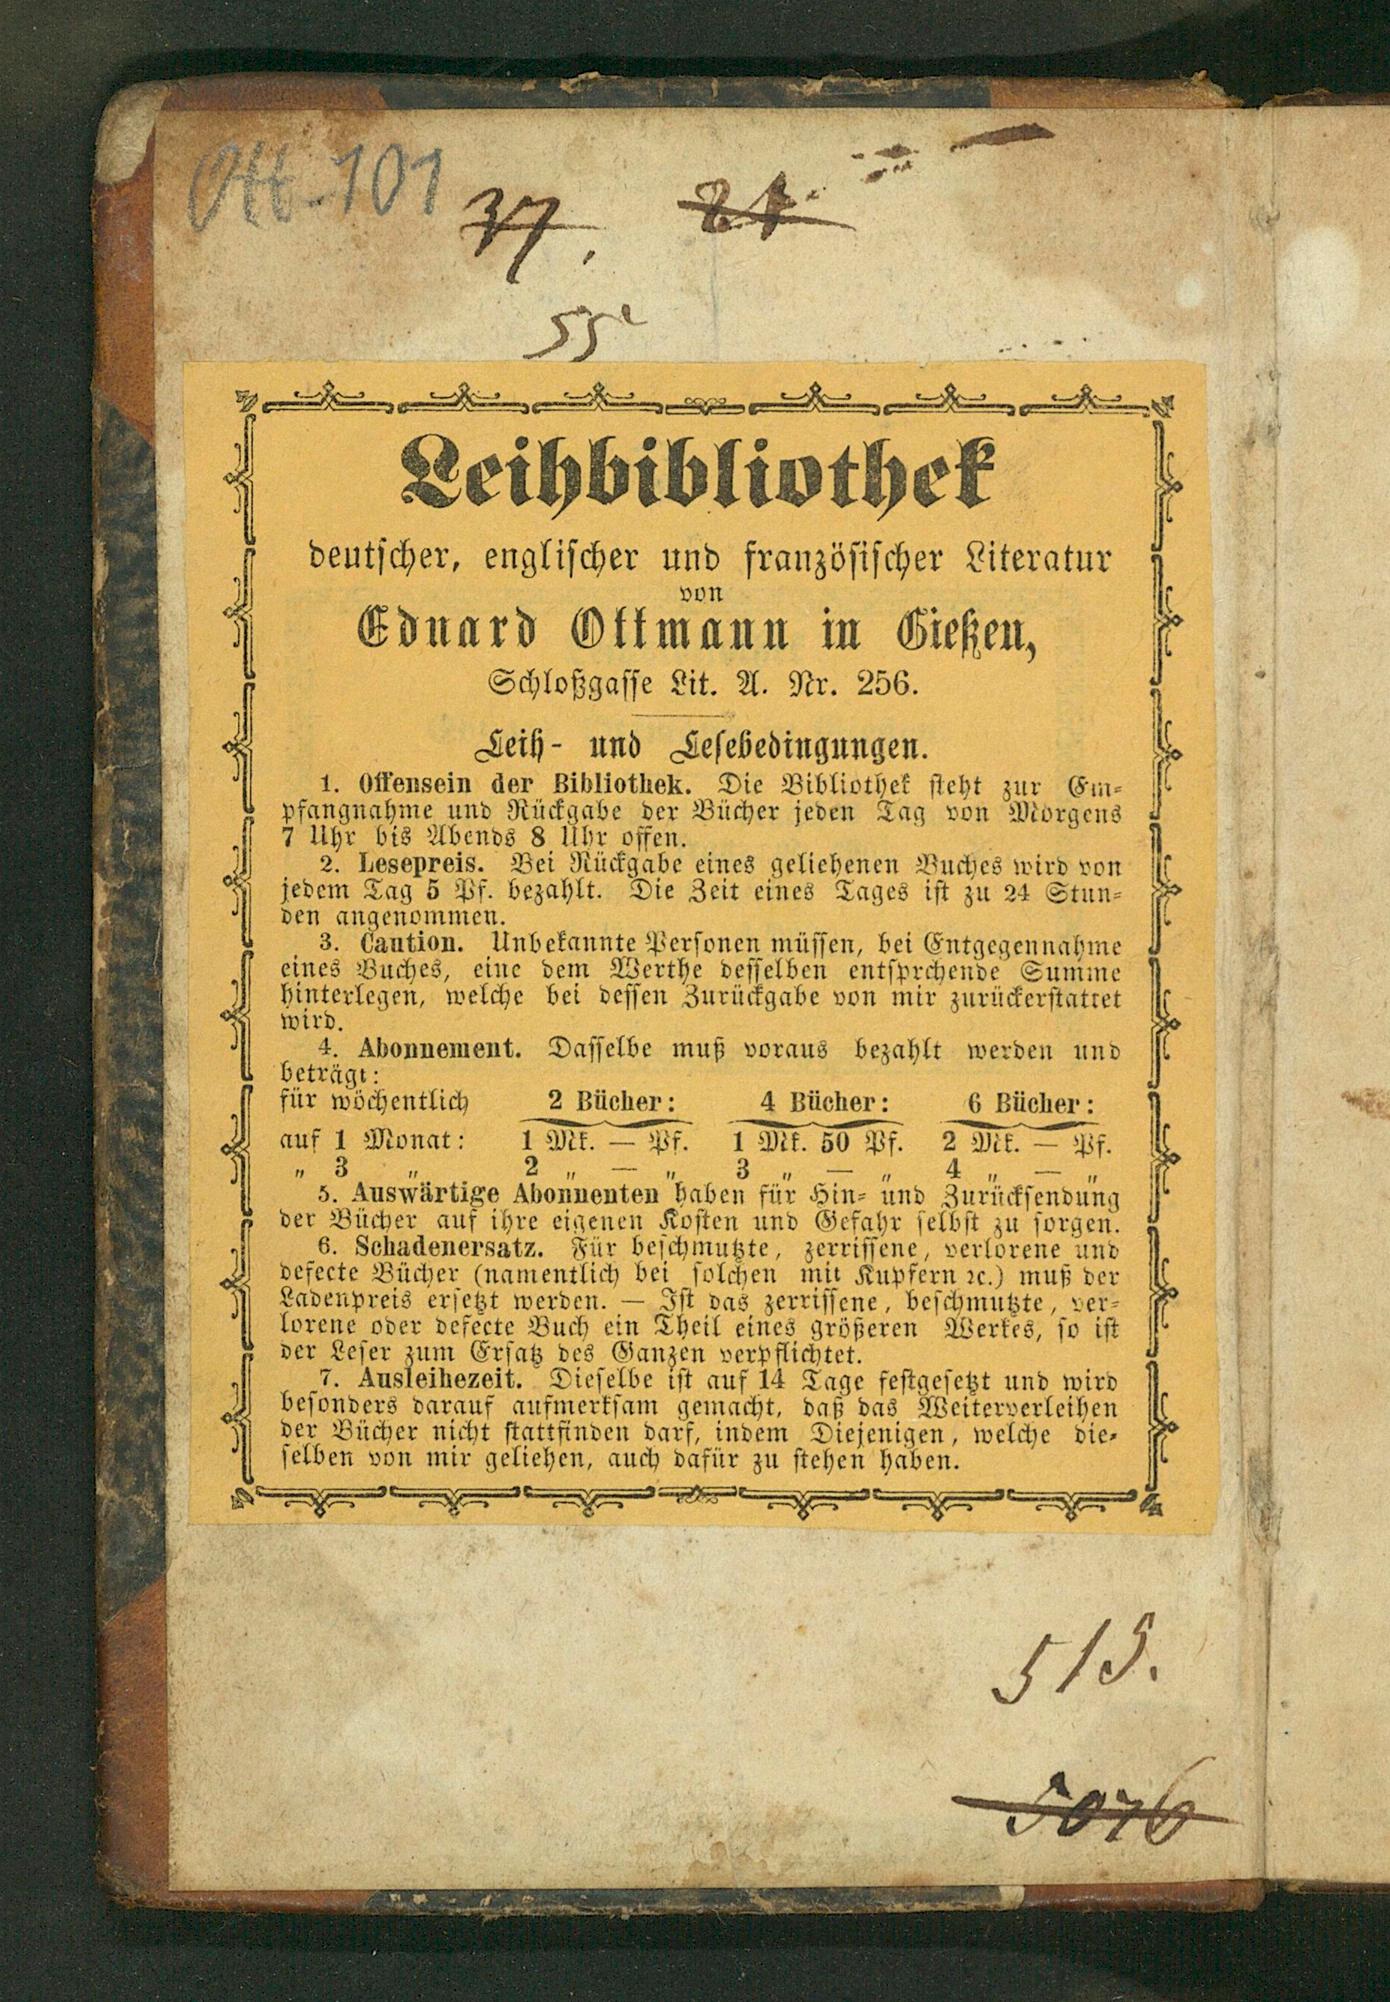 Ott-101
37.
21.
55
Leihbibliothek
deutscher, englischer und französischer Literatur
von
Eduard Ottmann in Gießen,
Schloßgasse Lit. A. Nr. 256.
Leih- und Lesebedingungen.
1. Offensein der Bibliothek. Die Bibliothek steht zur Em-
pfangnahme und Rückgabe der Bücher jeden Tag von Morgens
7 Uhr bis Abends 8 Uhr offen.
2. Lesepreis. Bei Rückgabe eines geliehenen Buches wird von
jedem Tag 5 Pf. bezahlt. Die Zeit eines Tages ist zu 24 Stun-
den angenommen.
3. Caution. Unbekannte Personen müssen, bei Entgegennahme
eines Buches, eine dem Werthe desselben entsprchende Summe
hinterlegen, welche bei dessen Zurückgabe von mir zurückerstattet
wird.
4. Abonnement. Dasselbe muß voraus bezahlt werden und
beträgt:
für wöchentlich 2 Bücher: 4 Bücher: 6 Bücher:
auf 1 Monat: 1 Mk. — Pf. 1 Mk. 50 Pf. 2 Mk. — Pf.
" 3 " 2 " — " 3 " — " 4 " — "
5. Auswärtige Abonnenten haben für Hin- und Zurücksendung
der Bücher auf ihre eigenen Kosten und Gefahr selbst zu sorgen.
6. Schadenersatz. Für beschmutzte, zerrissene, verlorene und
defecte Bücher (namentlich bei solchen mit Kupfern ꝛc.) muß der
Ladenpreis ersetzt werden. — Ist das zerrissene, beschmutzte, ver-
lorene oder defecte Buch ein Theil eines größeren Werkes, so ist
der Leser zum Ersatz des Ganzen verpflichtet.
7. Ausleihezeit. Dieselbe ist auf 14 Tage festgesetzt und wird
besonders darauf aufmerksam gemacht, daß das Weiterverleihen
der Bücher nicht stattfinden darf, indem Diejenigen, welche die-
selben von mir geliehen, auch dafür zu stehen haben.
519.
5076